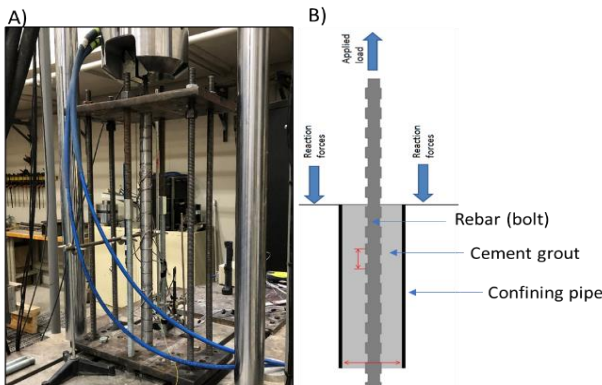 A)
B)
Applied
load
Reaction
forces
Reaction
forces
Rebar (bolt)
Cement grout
Confining pipe